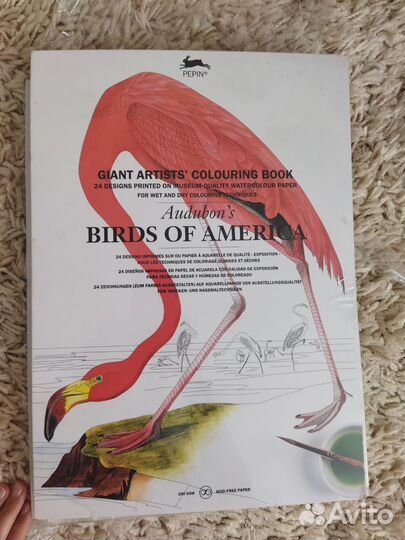 PEPIN®
GIANT ARTISTS' COLOURING BOOK
24 DESIGNS PRINTED ON MUSEUM-QUALITY WATERCOLOUR PAPER
FOR WET AND DRY COLOURING TECHNIQUES
Audubon's
BIRDS OF AMERICA
24 DESSINS IMPRIMÉS SUR DU PAPIER À AQUARELLE DE QUALITÉ «EXPOSITION»
POUR LES TECHNIQUES DE COLORIAGE HUMIDES ET SÈCHES
24 DISEÑOS IMPRESOS EN PAPEL DE ACUARELA CON CALIDAD DE EXPOSICIÓN
PARA TÉCNICAS SECAS Y HÚMEDAS DE COLOREADO
24 ZEICHNUNGEN (ZUM FARBIG AUSGESTALTEN) AUF AQUARELLPAPIER VON AUSSTELLUNGSQUALITÄT
FÜR TROCKEN- UND NASSMALTECHNIKEN
200 GSM
ACID-FREE PAPER
Avito